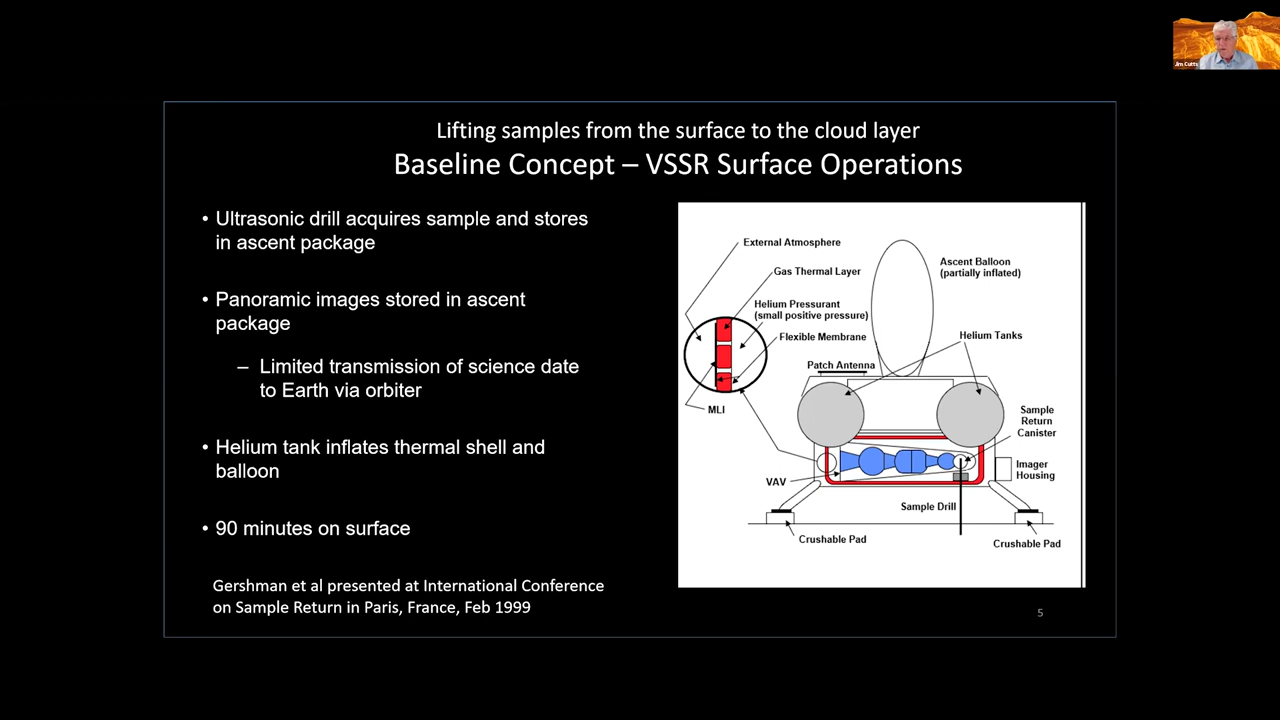 Jim Cutts
Lifting samples from the surface to the cloud layer
Baseline Concept – VSSR Surface Operations
• Ultrasonic drill acquires sample and stores
in ascent package
• Panoramic images stored in ascent
package
– Limited transmission of science date
to Earth via orbiter
• Helium tank inflates thermal shell and
balloon
• 90 minutes on surface
Gershman et al presented at International Conference
on Sample Return in Paris, France, Feb 1999
External Atmosphere
Gas Thermal Layer
Helium Pressurant
(small positive pressure)
Flexible Membrane
MLI
Ascent Balloon
(partially inflated)
Helium Tanks
Patch Antenna
Sample
Return
Canister
Imager
Housing
VAV
Sample Drill
Crushable Pad
Crushable Pad
5